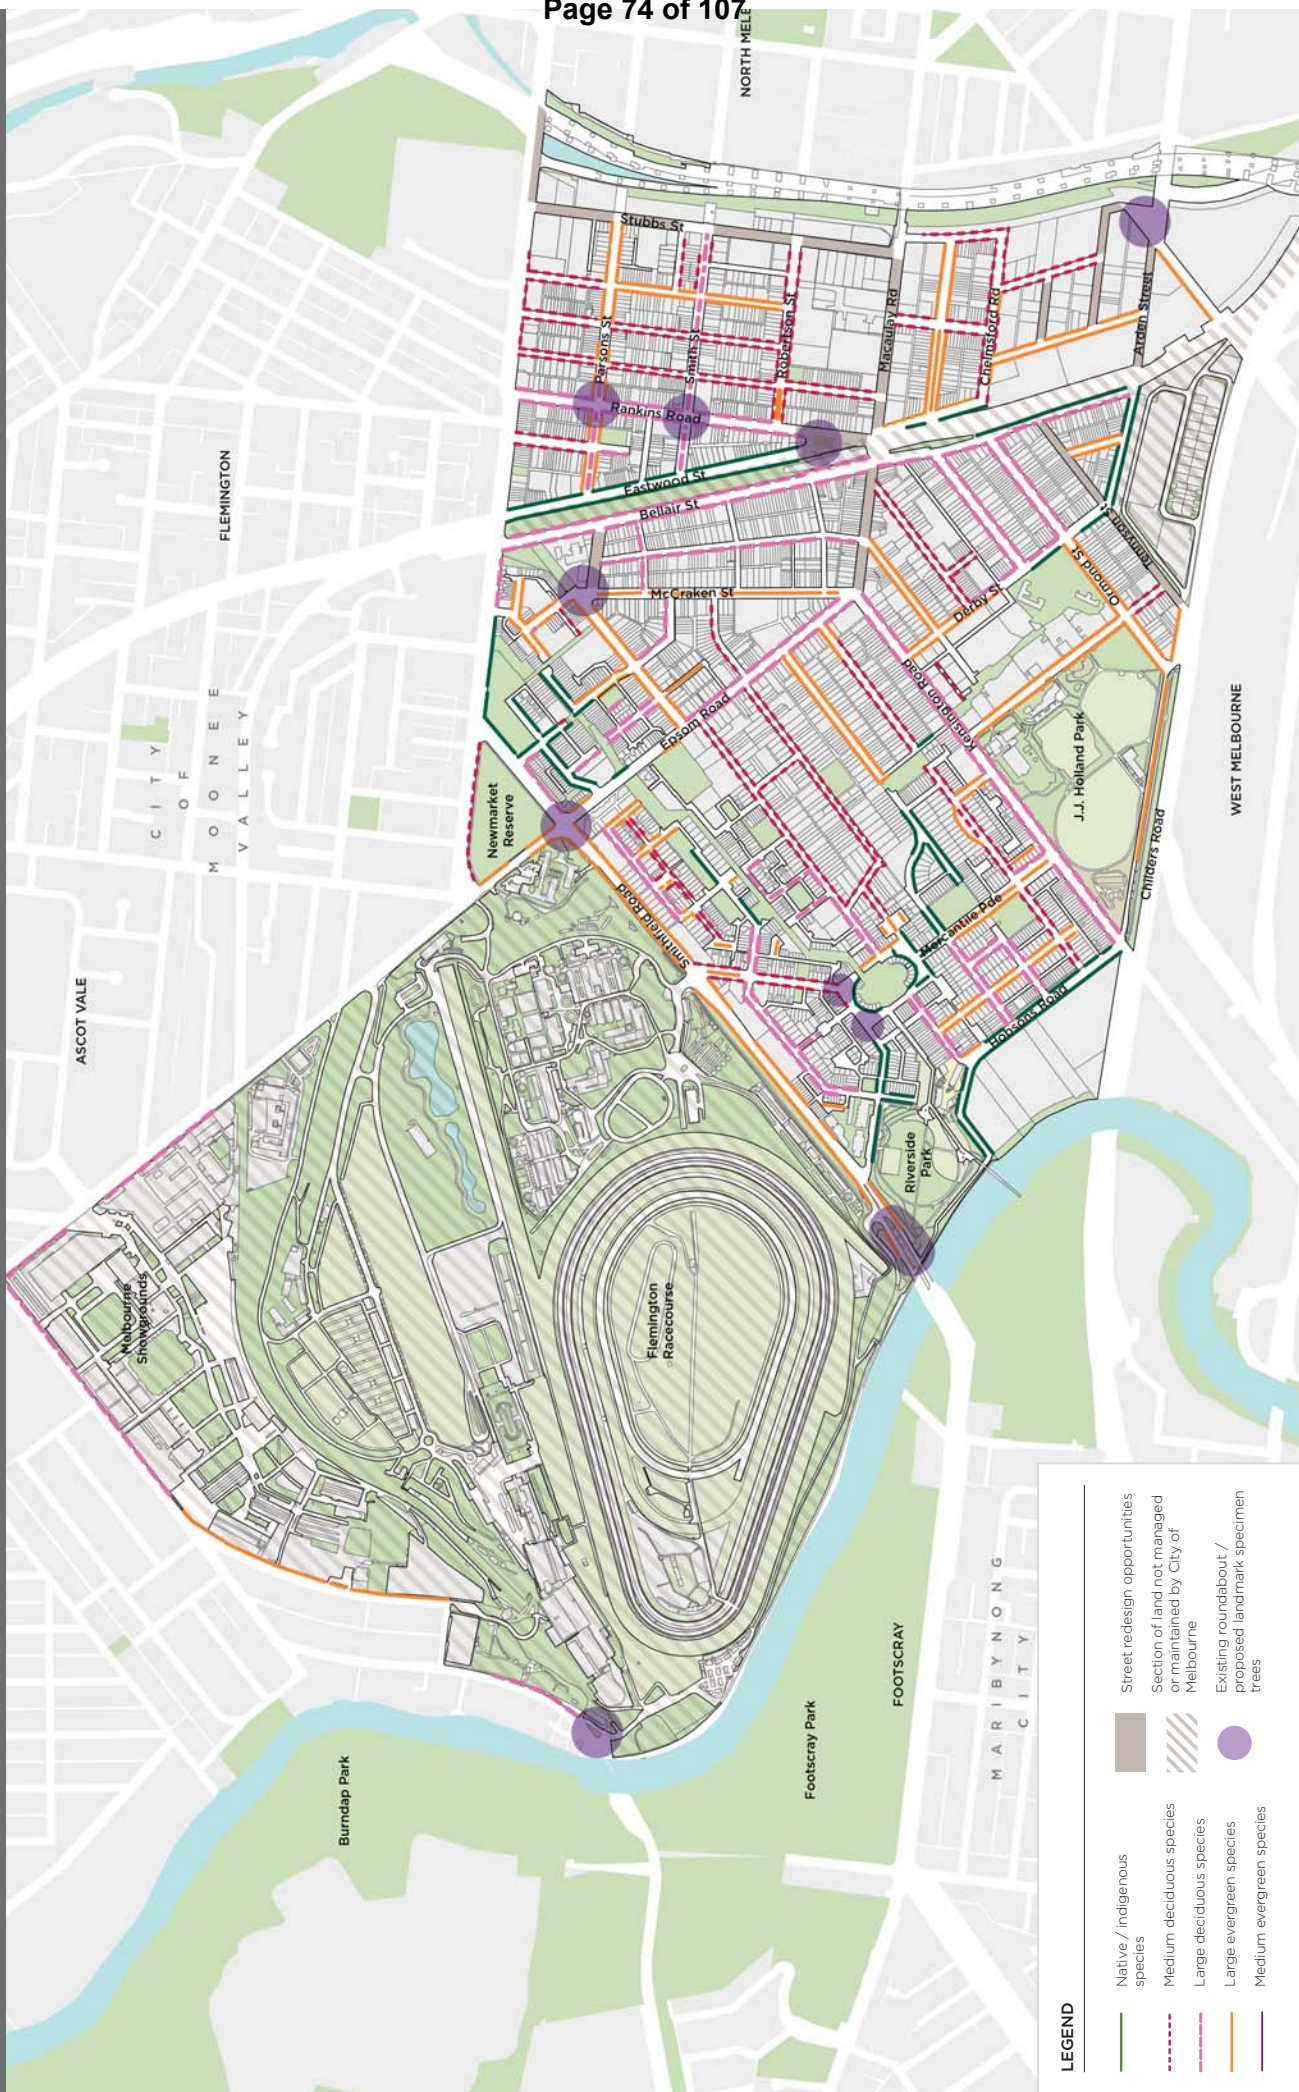 Page 74 of 107
NORTH MELB
FLEMINGTON
CITY
OF
MOONEE
VALLEY
ASCOT VALE
WEST MELBOURNE
FOOTSCRAY
MARIBYNONG
CITY
Burndap Park
Footscray Park
Stubbs St
Parsons St
Smith St
Robertson St
Macaulay Rd
Chelmsford Rd
Arden Street
Rankins Road
Eastwood St
Bellair St
McCraken St
Derby St
Ormond St
Tennyson St
Epsom Road
Kensington Road
J.J. Holland Park
Childers Road
Newmarket
Reserve
Smithfield Road
Mercantile Pde
Hobsons Road
Riverside
Park
Melbourne
Showgrounds
Flemington
Racecourse
LEGEND
Native / indigenous
species
Medium deciduous species
Large deciduous species
Large evergreen species
Medium evergreen species
Street redesign opportunities
Section of land not managed
or maintained by City of
Melbourne
Existing roundabout /
proposed landmark specimen
trees